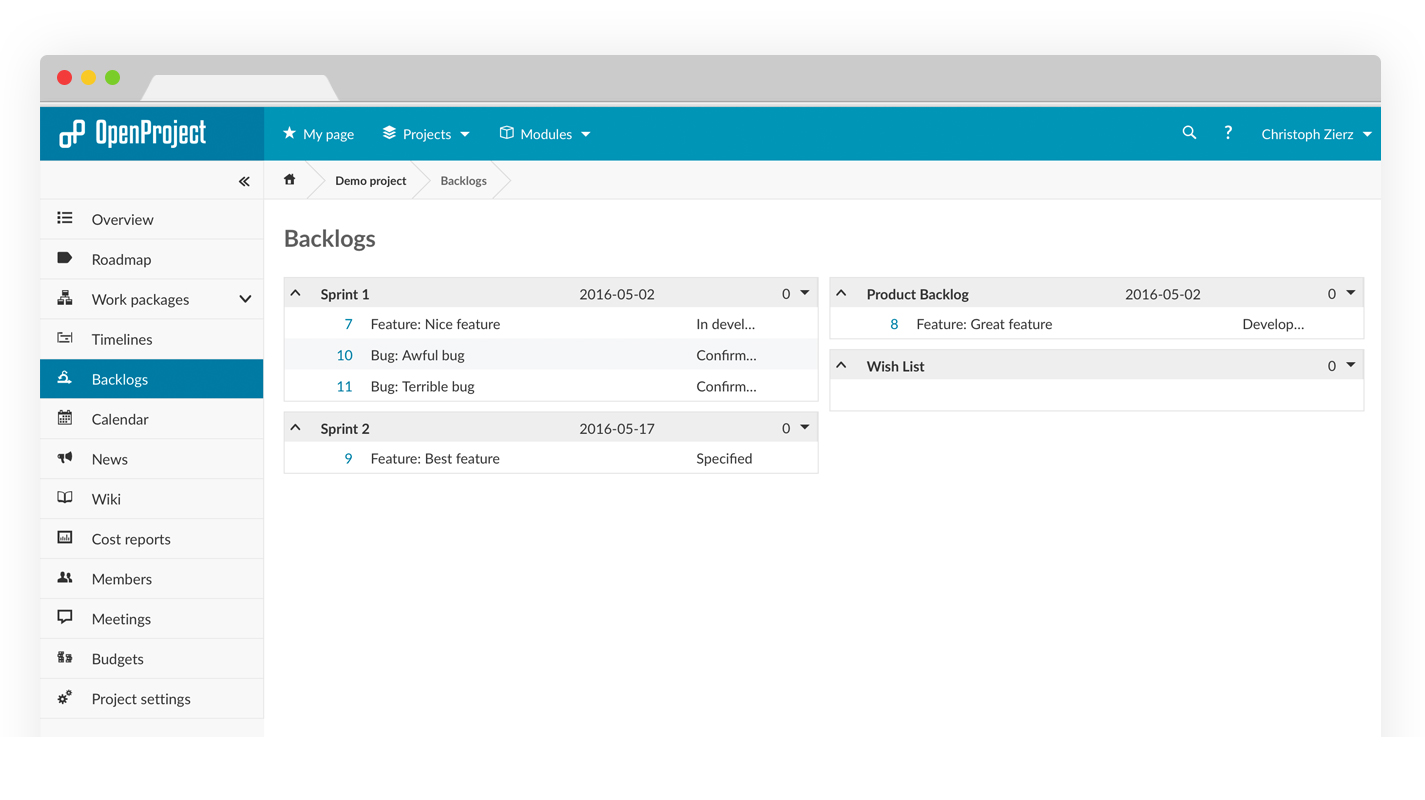 OpenProject
My page Projects Modules ? Christoph Zierz
Demo project Backlogs
Overview
Roadmap
Work packages
Timelines
Backlogs
Calendar
News
Wiki
Cost reports
Members
Meetings
Budgets
Project settings
Backlogs
Sprint 1 2016-05-02 0
7 Feature: Nice feature In devel...
10 Bug: Awful bug Confirm...
11 Bug: Terrible bug Confirm...
Sprint 2 2016-05-17 0
9 Feature: Best feature Specified
Product Backlog 2016-05-02 0
8 Feature: Great feature Develop...
Wish List 0